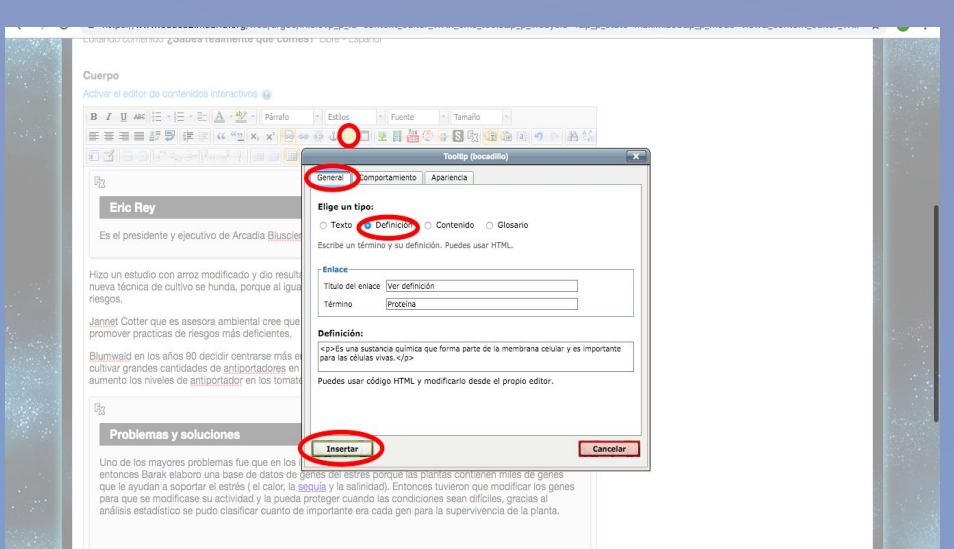 Editando contenido ¿Sabes realmente que comes? Libre - Español
Cuerpo
Activar el editor de contenidos interactivos
B I U ABC Párrafo Estilos Fuente Tamaño
Tooltip (bocadillo)
General Comportamiento Apariencia
Elige un tipo:
Texto Definición Contenido Glosario
Escribe un término y su definición. Puedes usar HTML.
Enlace
Título del enlace Ver definición
Término Proteína
Definición:
<p>Es una sustancia química que forma parte de la membrana celular y es importante
para las células vivas.</p>
Puedes usar código HTML y modificarlo desde el propio editor.
Insertar Cancelar
Eric Rey
Es el presidente y ejecutivo de Arcadia Biuscien
Hizo un estudio con arroz modificado y dio resulta
nueva técnica de cultivo se hunda, porque al igua
riesgos.
Jannet Cotter que es asesora ambiental cree que
promover practicas de riesgos más deficientes.
Blumwald en los años 90 decidir centrarse más e
cultivar grandes cantidades de antiportadores en
aumento los niveles de antiportador en los tomate
Problemas y soluciones
Uno de los mayores problemas fue que en los
entonces Barak elaboro una base de datos de genes del estres porque las plantas contienen miles de genes
que le ayudan a soportar el estrés ( el calor, la sequía y la salinidad). Entonces tuvieron que modificar los genes
para que se modificase su actividad y la pueda proteger cuando las condiciones sean difíciles, gracias al
análisis estadístico se pudo clasificar cuanto de importante era cada gen para la supervivencia de la planta.